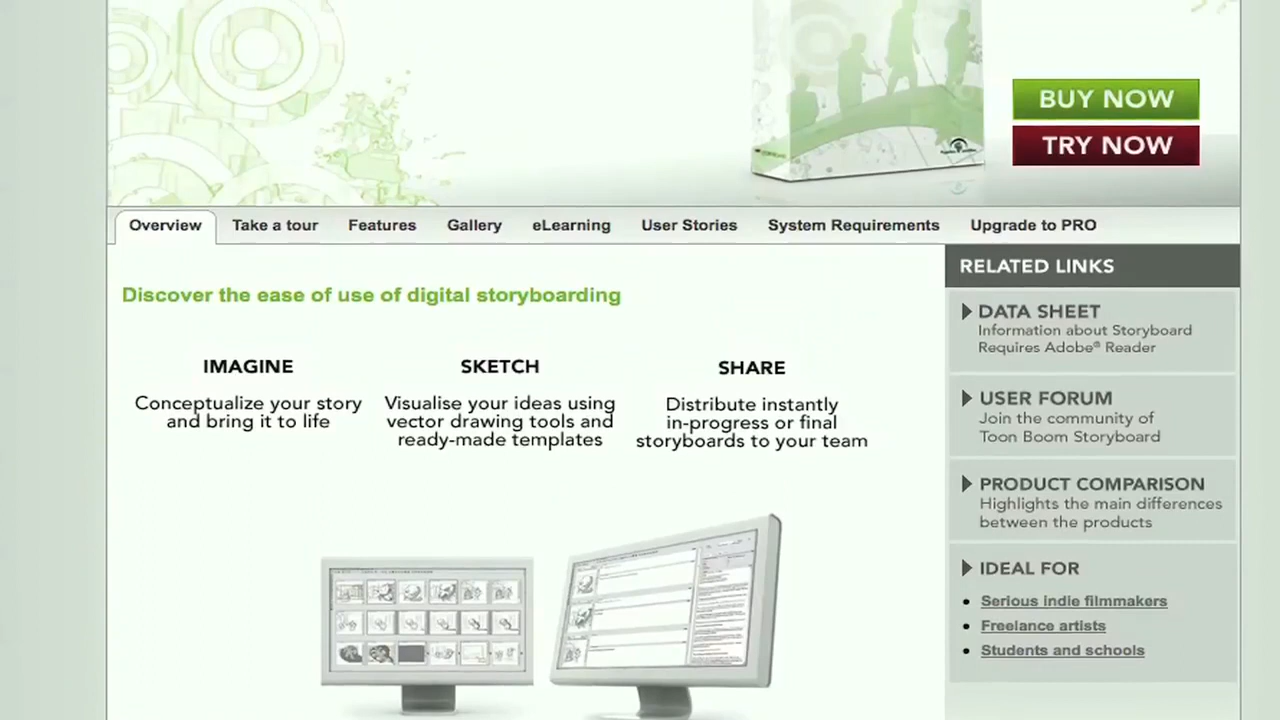 BUY NOW
TRY NOW
Overview
Take a tour
Features
Gallery
eLearning
User Stories
System Requirements
Upgrade to PRO
Discover the ease of use of digital storyboarding
IMAGINE
Conceptualize your story
and bring it to life
SKETCH
Visualise your ideas using
vector drawing tools and
ready-made templates
SHARE
Distribute instantly
in-progress or final
storyboards to your team
RELATED LINKS
DATA SHEET
Information about Storyboard
Requires Adobe® Reader
USER FORUM
Join the community of
Toon Boom Storyboard
PRODUCT COMPARISON
Highlights the main differences
between the products
IDEAL FOR
Serious indie filmmakers
Freelance artists
Students and schools